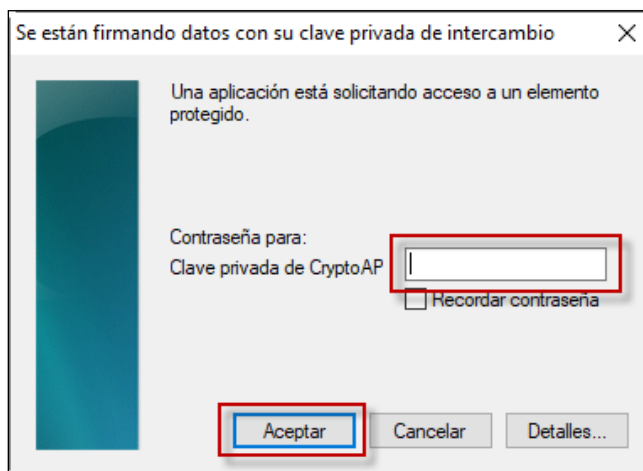 Se están firmando datos con su clave privada de intercambio
Una aplicación está solicitando acceso a un elemento
protegido.
Contraseña para:
Clave privada de CryptoAP
Recordar contraseña
Aceptar
Cancelar
Detalles...